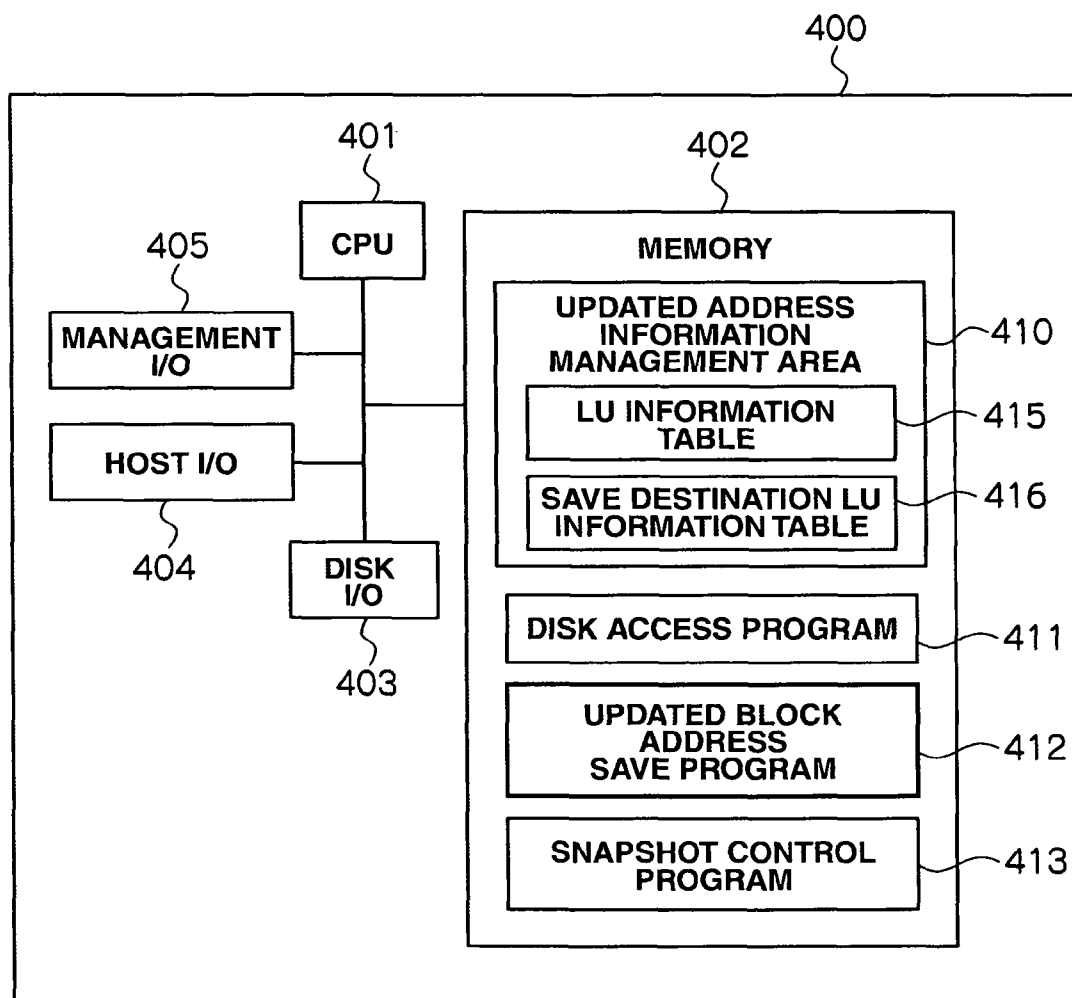 400
401
402
CPU
MEMORY
405
MANAGEMENT
I/O
UPDATED ADDRESS
INFORMATION
MANAGEMENT AREA
410
LU INFORMATION
TABLE
415
HOST I/O
404
SAVE DESTINATION LU
INFORMATION TABLE
416
DISK
I/O
403
DISK ACCESS PROGRAM
411
UPDATED BLOCK
ADDRESS
SAVE PROGRAM
412
SNAPSHOT CONTROL
PROGRAM
413